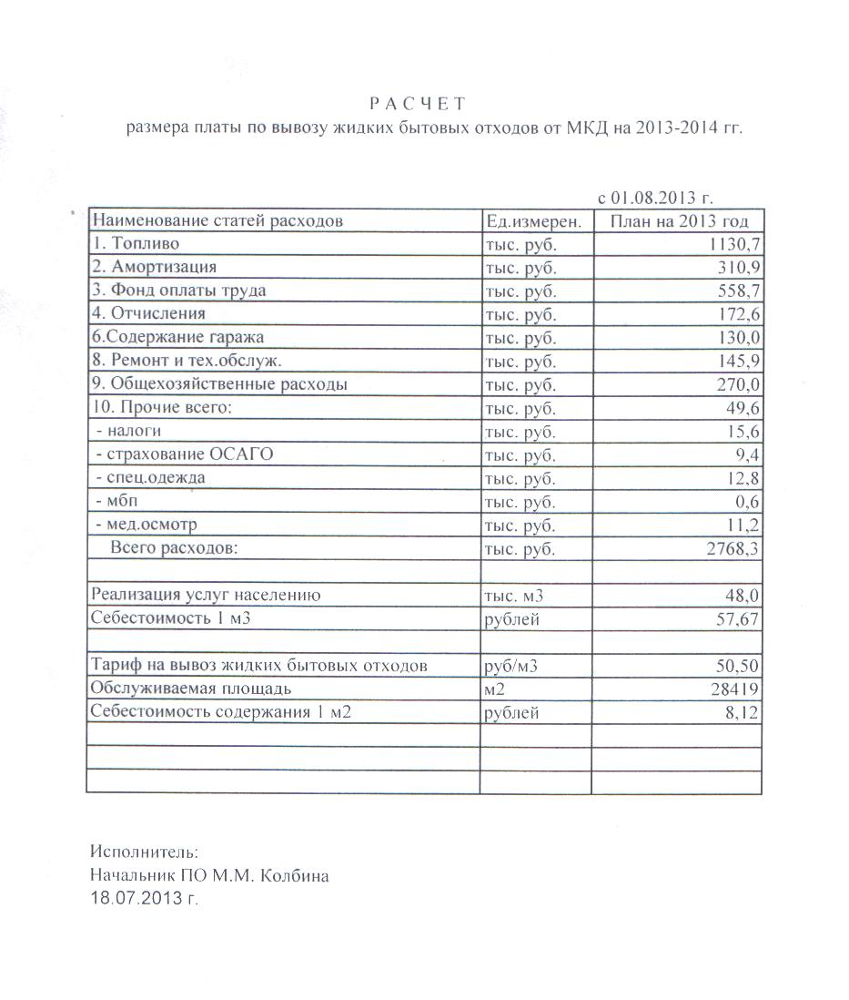 Р А С Ч Е Т
размера платы по вывозу жидких бытовых отходов от МКД на 2013-2014 гг.
с 01.08.2013 г.
Наименование статей расходов Ед.измерен. План на 2013 год
1. Топливо тыс. руб. 1130,7
2. Амортизация тыс. руб. 310,9
3. Фонд оплаты труда тыс. руб. 558,7
4. Отчисления тыс. руб. 172,6
6.Содержание гаража тыс. руб. 130,0
8. Ремонт и тех.обслуж. тыс. руб. 145,9
9. Общехозяйственные расходы тыс. руб. 270,0
10. Прочие всего: тыс. руб. 49,6
- налоги тыс. руб. 15,6
- страхование ОСАГО тыс. руб. 9,4
- спец.одежда тыс. руб. 12,8
- мбп тыс. руб. 0,6
- мед.осмотр тыс. руб. 11,2
Всего расходов: тыс. руб. 2768,3
Реализация услуг населению тыс. м3 48,0
Себестоимость 1 м3 рублей 57,67
Тариф на вывоз жидких бытовых отходов руб/м3 50,50
Обслуживаемая площадь м2 28419
Себестоимость содержания 1 м2 рублей 8,12
Исполнитель:
Начальник ПО М.М. Колбина
18.07.2013 г.